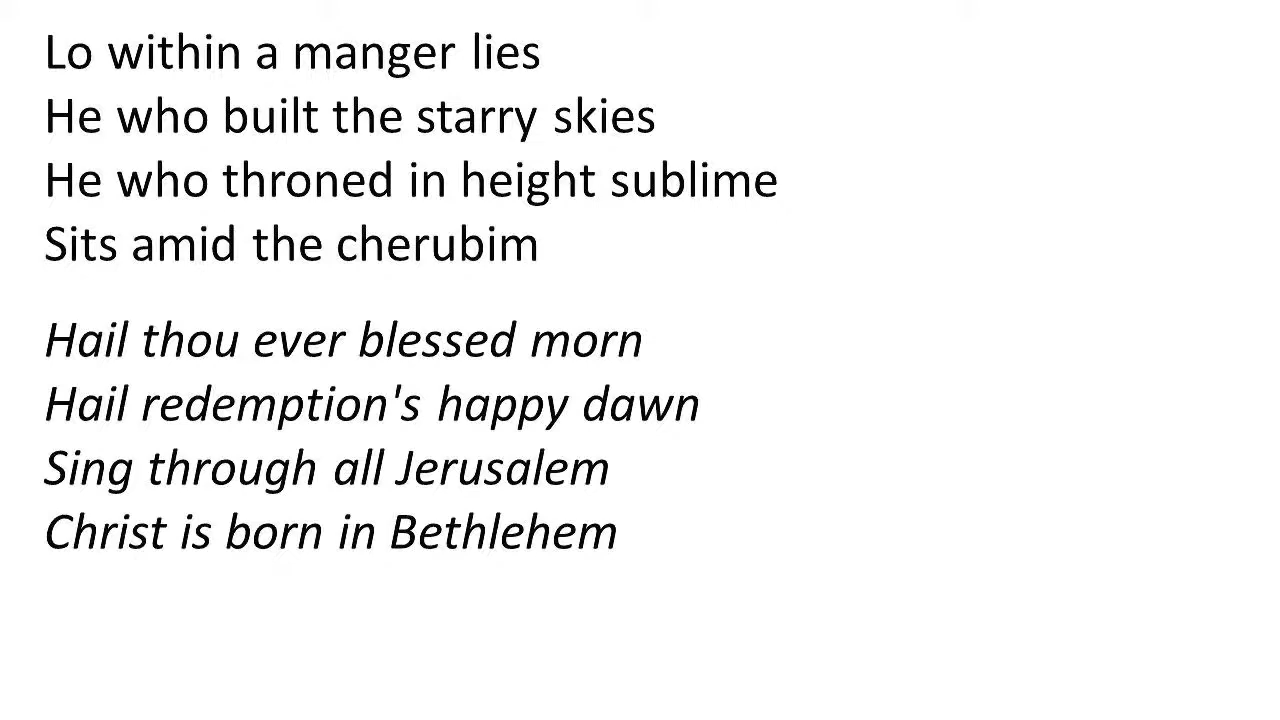 Lo within a manger lies
He who built the starry skies
He who throned in height sublime
Sits amid the cherubim
Hail thou ever blessed morn
Hail redemption's happy dawn
Sing through all Jerusalem
Christ is born in Bethlehem